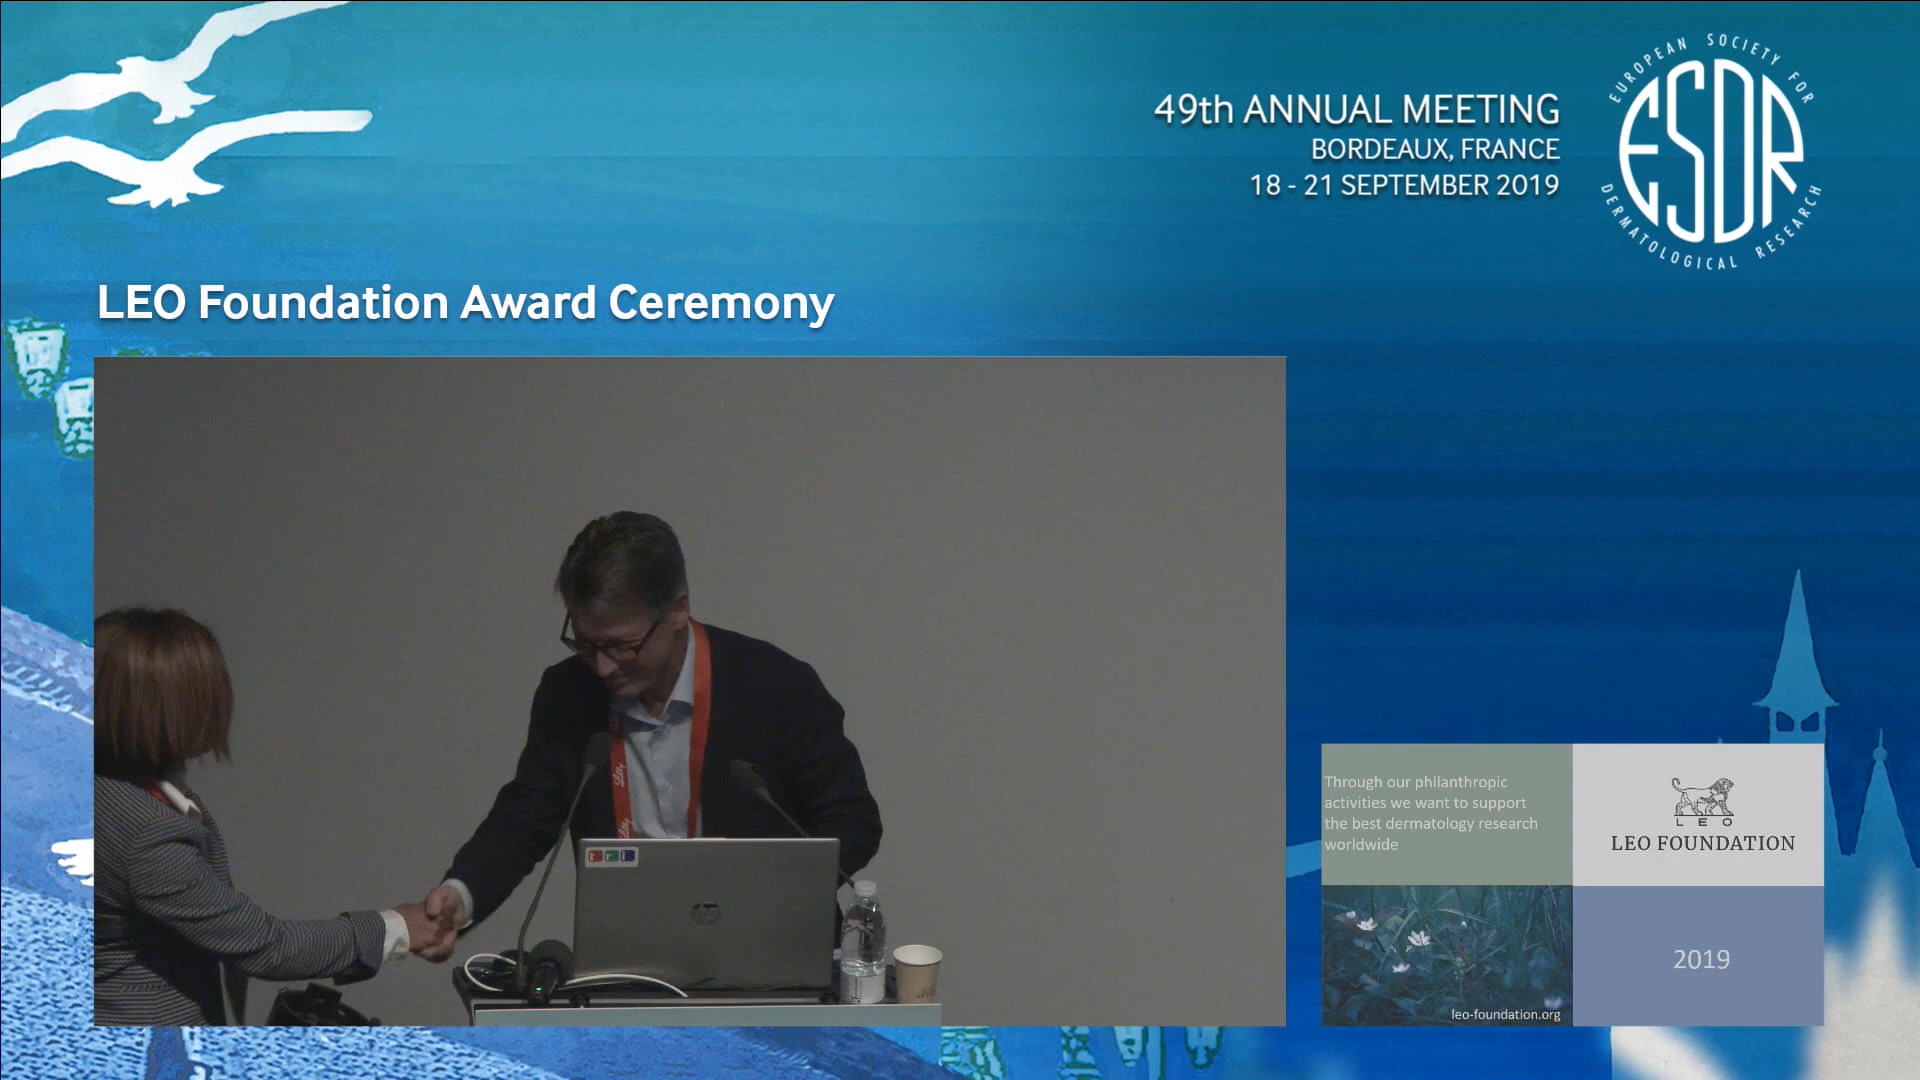 49th ANNUAL MEETING
BORDEAUX, FRANCE
18 - 21 SEPTEMBER 2019
EUROPEAN SOCIETY FOR
ESDR
DERMATOLOGICAL RESEARCH
LEO Foundation Award Ceremony
Through our philanthropic
activities we want to support
the best dermatology research
worldwide
LEO
LEO FOUNDATION
leo-foundation.org
2019
hp